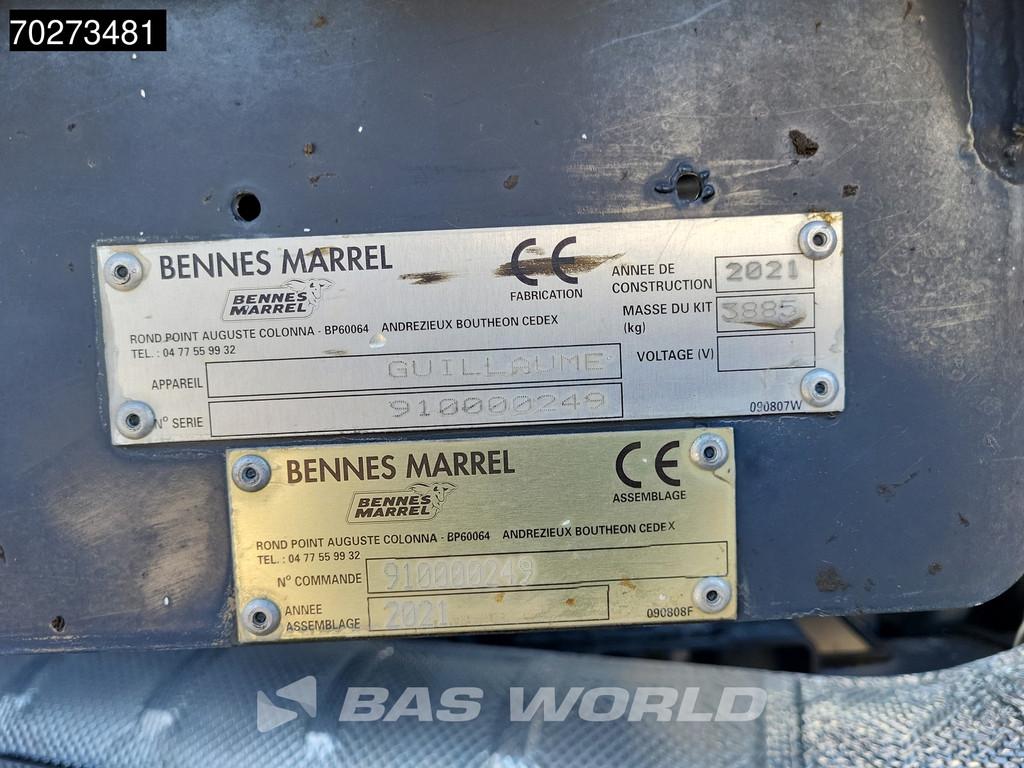 70273481
BENNES MARREL
BENNES
MARREL
CE
FABRICATION
ROND POINT AUGUSTE COLONNA - BP60064 ANDREZIEUX BOUTHEON CEDEX
TEL. : 04 77 55 99 32
ANNEE DE
CONSTRUCTION
2021
MASSE DU KIT
(kg)
3885
VOLTAGE (V)
APPAREIL
GUILLAUME
N° SERIE
910000249
090807W
BENNES MARREL
BENNES
MARREL
CE
ASSEMBLAGE
ROND POINT AUGUSTE COLONNA - BP60064 ANDREZIEUX BOUTHEON CEDEX
TEL. : 04 77 55 99 32
N° COMMANDE
910000249
ANNEE
ASSEMBLAGE
2021
090808F
BAS WORLD